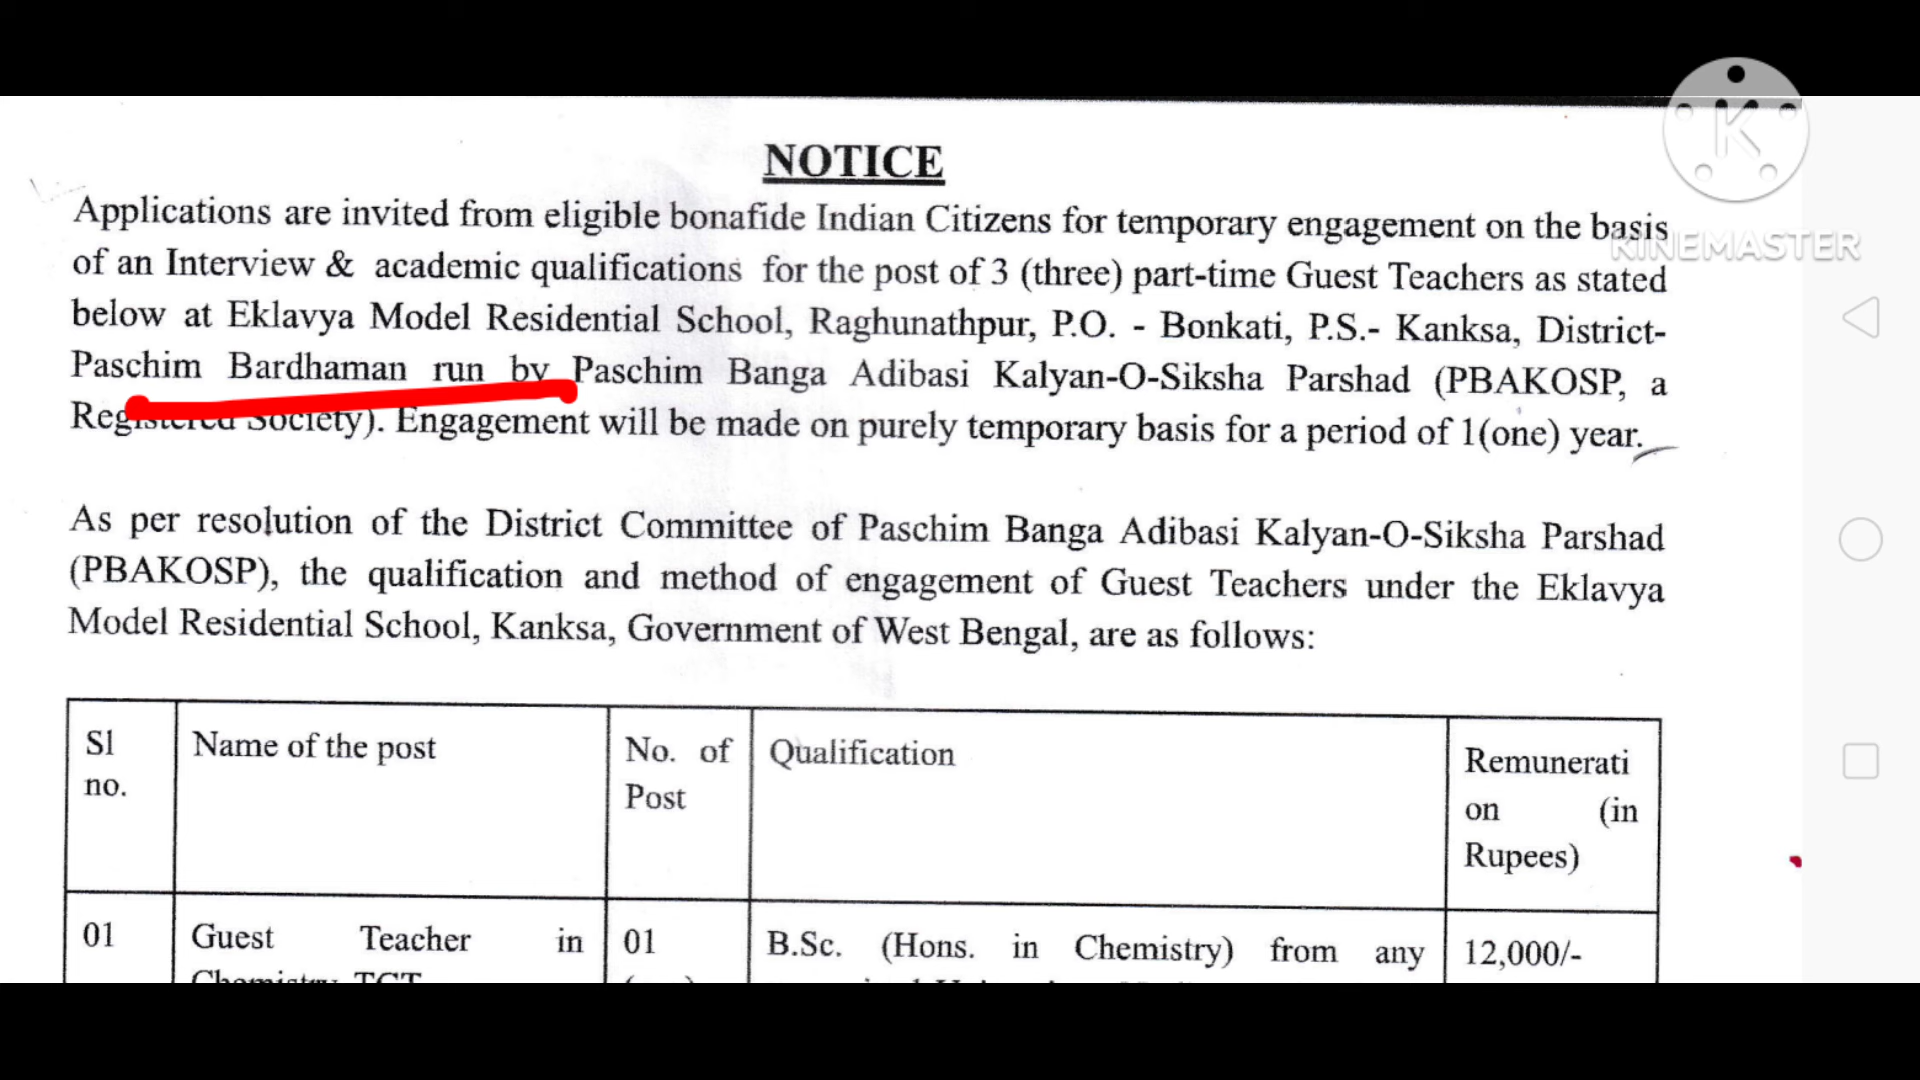 NOTICE
Applications are invited from eligible bonafide Indian Citizens for temporary engagement on the basis
of an Interview & academic qualifications for the post of 3 (three) part-time Guest Teachers as stated
below at Eklavya Model Residential School, Raghunathpur, P.O. - Bonkati, P.S.- Kanksa, District-
Paschim Bardhaman run by Paschim Banga Adibasi Kalyan-O-Siksha Parshad (PBAKOSP, a
Registered Society). Engagement will be made on purely temporary basis for a period of 1(one) year.
As per resolution of the District Committee of Paschim Banga Adibasi Kalyan-O-Siksha Parshad
(PBAKOSP), the qualification and method of engagement of Guest Teachers under the Eklavya
Model Residential School, Kanksa, Government of West Bengal, are as follows:
Sl no.
Name of the post
No. of Post
Qualification
Remunerati
on (in
Rupees)
01
Guest Teacher in
Chemistry, TGT
01
B.Sc. (Hons. in Chemistry) from any
12,000/-
K
KINEMASTER